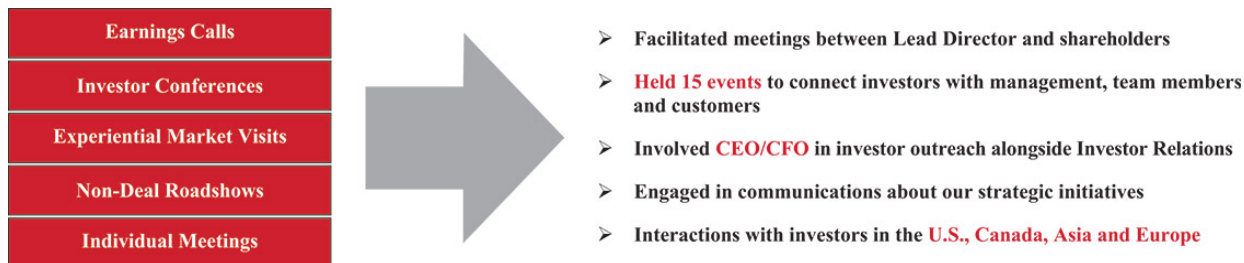 Earnings Calls
Investor Conferences
Experiential Market Visits
Non-Deal Roadshows
Individual Meetings
➢ Facilitated meetings between Lead Director and shareholders
➢ Held 15 events to connect investors with management, team members
and customers
➢ Involved CEO/CFO in investor outreach alongside Investor Relations
➢ Engaged in communications about our strategic initiatives
➢ Interactions with investors in the U.S., Canada, Asia and Europe